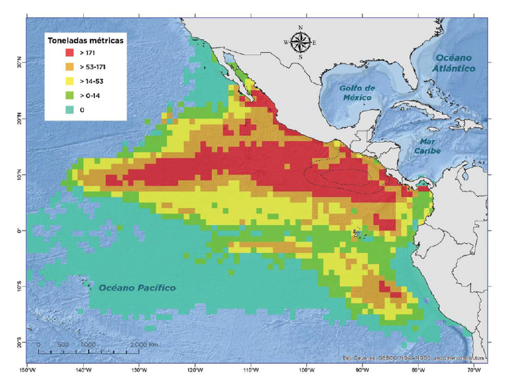 Toneladas métricas
> 171
> 53-171
> 14-53
> 0-14
0
N
W
E
S
Océano
Atlántico
Golfo de
México
Mar
Caribe
Océano Pacífico
0
500
1000
2,000 km
20°N
10°N
0°
10°S
20°S
150°W
140°W
130°W
120°W
110°W
100°W
90°W
80°W
70°W